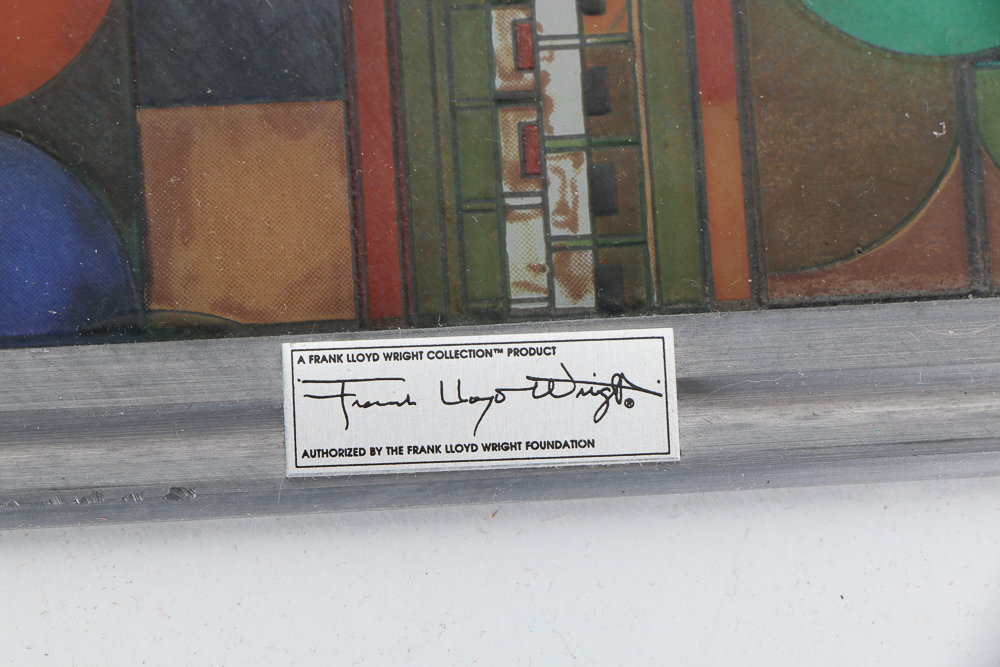 A FRANK LLOYD WRIGHT COLLECTION™ PRODUCT
Frank Lloyd Wright®
AUTHORIZED BY THE FRANK LLOYD WRIGHT FOUNDATION